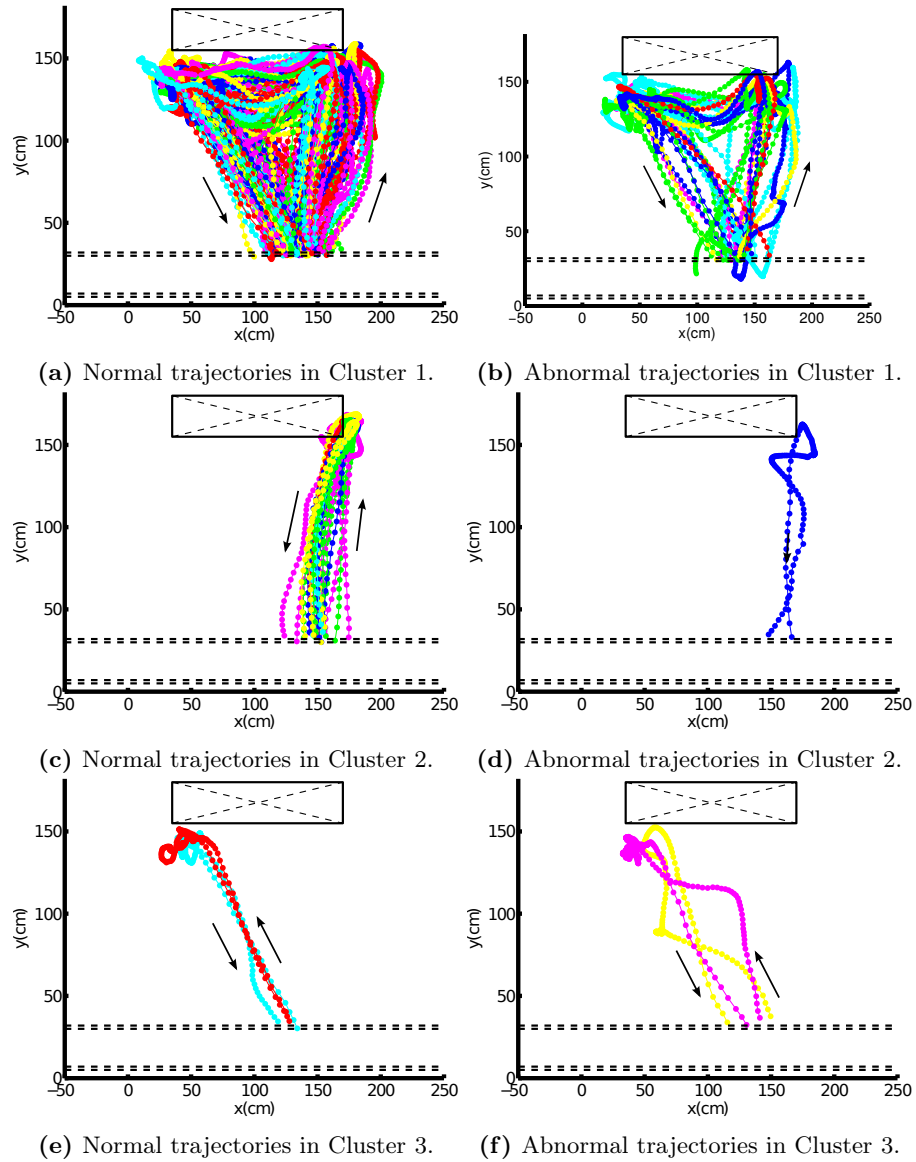 y(cm)
150
100
50
0
−50 0 50 100 150 200 250
x(cm)
(a) Normal trajectories in Cluster 1.
y(cm)
150
100
50
0
−50 0 50 100 150 200 250
x(cm)
(b) Abnormal trajectories in Cluster 1.
y(cm)
150
100
50
0
−50 0 50 100 150 200 250
x(cm)
(c) Normal trajectories in Cluster 2.
y(cm)
150
100
50
0
−50 0 50 100 150 200 250
x(cm)
(d) Abnormal trajectories in Cluster 2.
y(cm)
150
100
50
0
−50 0 50 100 150 200 250
x(cm)
(e) Normal trajectories in Cluster 3.
y(cm)
150
100
50
0
−50 0 50 100 150 200 250
x(cm)
(f) Abnormal trajectories in Cluster 3.